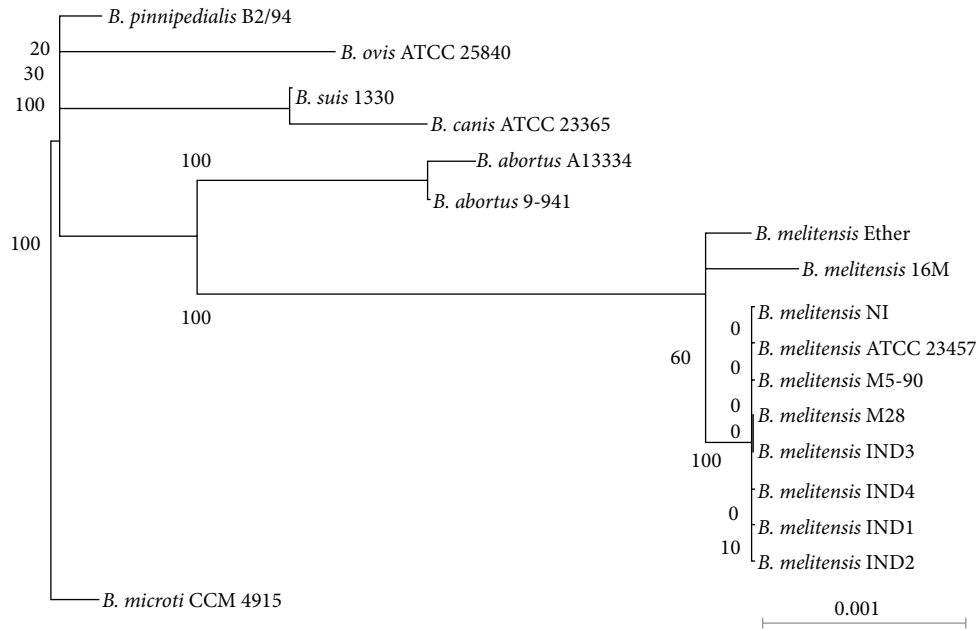 B. pinnipedialis B2/94
20
B. ovis ATCC 25840
30
B. suis 1330
100
B. canis ATCC 23365
100
B. abortus A13334
B. abortus 9-941
B. melitensis Ether
100
B. melitensis 16M
B. melitensis NI
100
0
B. melitensis ATCC 23457
60
0
B. melitensis M5-90
0
B. melitensis M28
0
B. melitensis IND3
100
B. melitensis IND4
0
B. melitensis IND1
10
B. melitensis IND2
B. microti CCM 4915
0.001